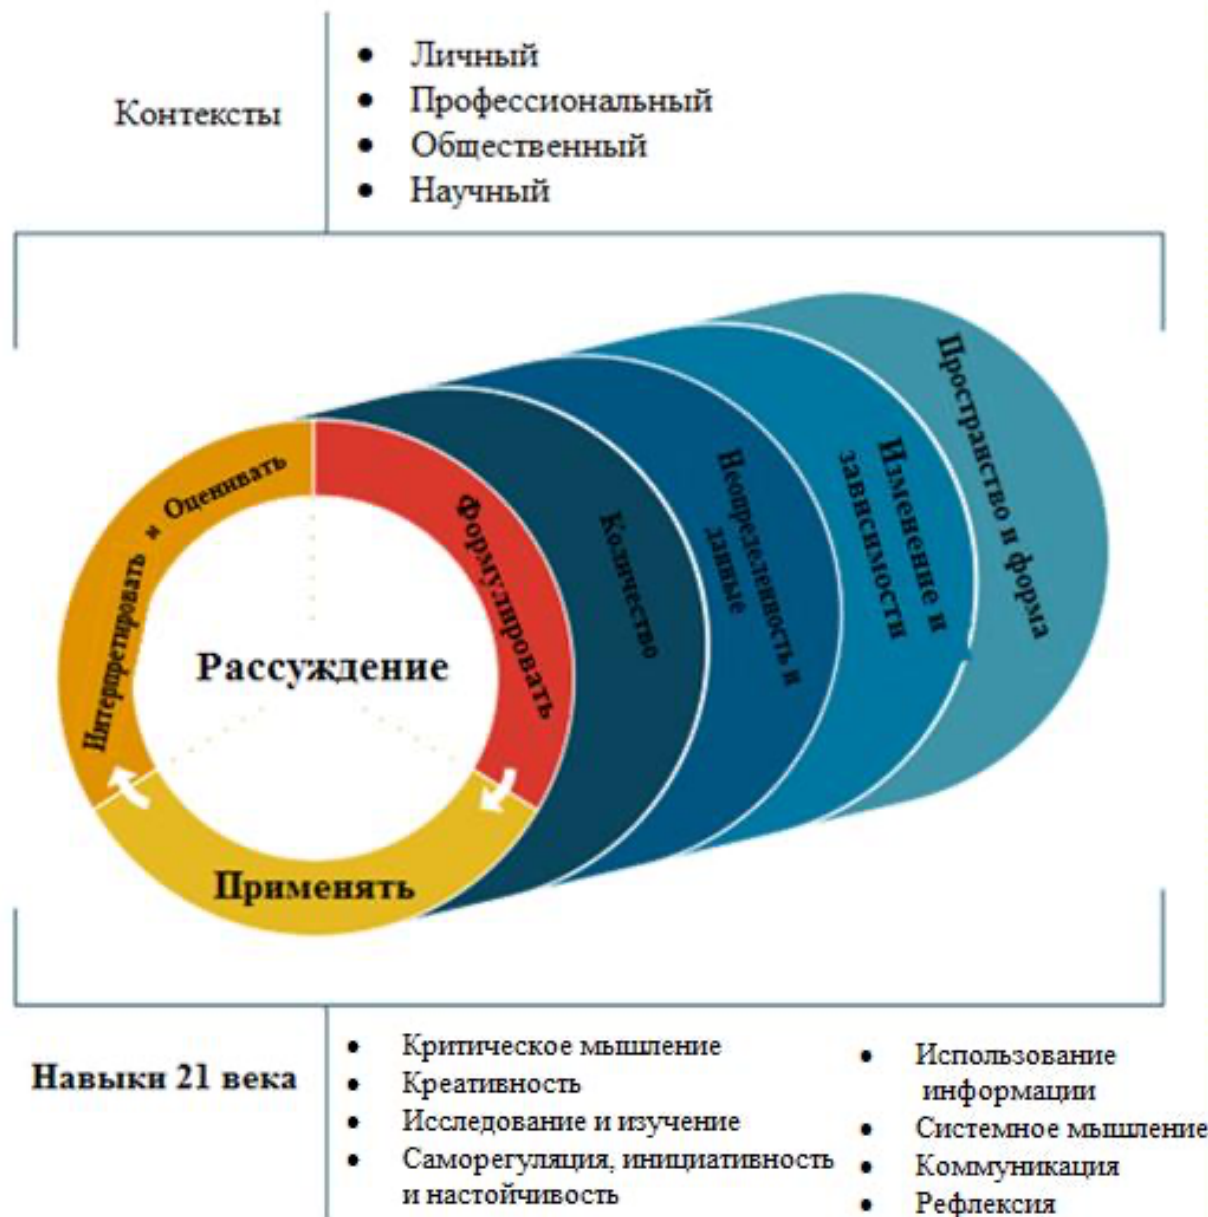 Контексты
• Личный
• Профессиональный
• Общественный
• Научный
Интерпретировать и Оценивать
Формулировать
Рассуждение
Применять
Количество
Неопределенность и
данные
Изменение и
зависимости
Пространство и форма
Навыки 21 века
• Критическое мышление
• Креативность
• Исследование и изучение
• Саморегуляция, инициативность
и настойчивость
• Использование
информации
• Системное мышление
• Коммуникация
• Рефлексия